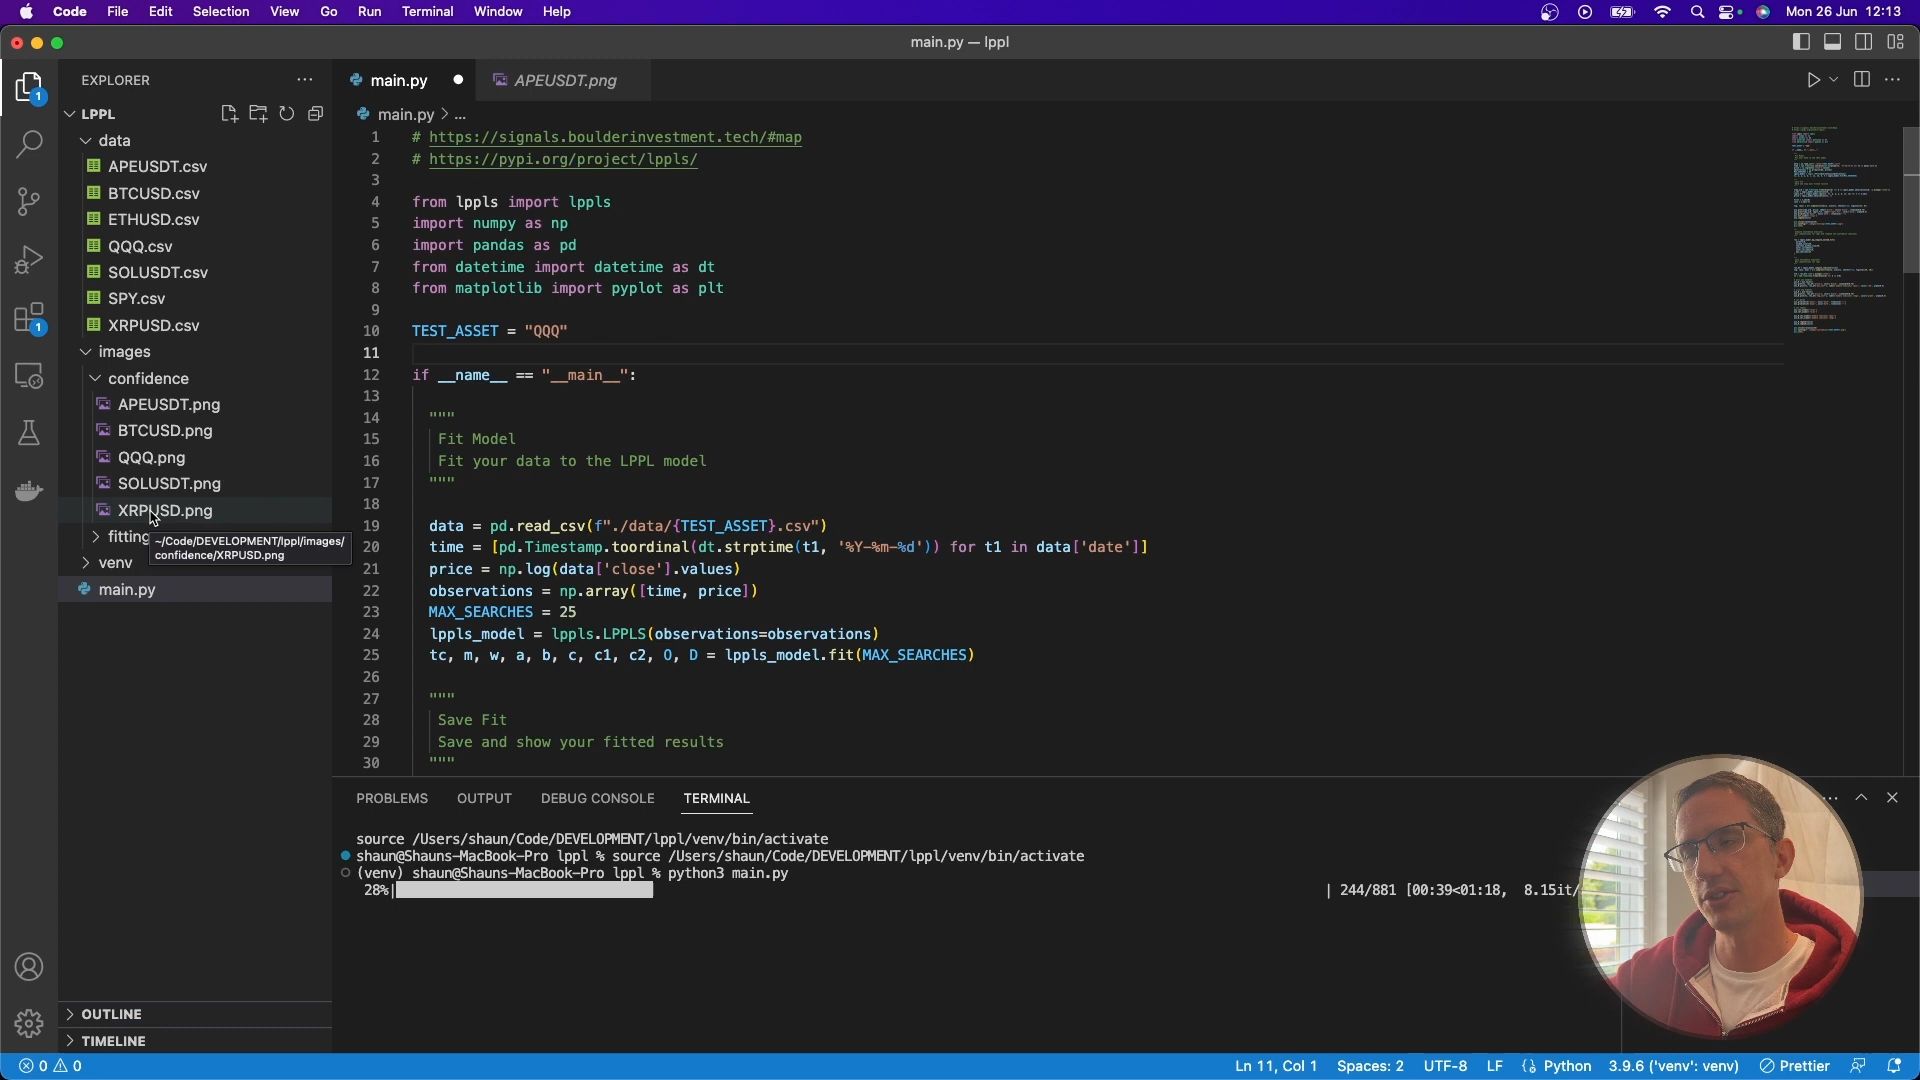 Code File Edit Selection View Go Run Terminal Window Help
Mon 26 Jun 12:13
main.py — lppl
EXPLORER
main.py
APEUSDT.png
1
LPPL
main.py > ...
data
APEUSDT.csv
BTCUSD.csv
ETHUSD.csv
QQQ.csv
SOLUSDT.csv
SPY.csv
1
XRPUSD.csv
images
confidence
APEUSDT.png
BTCUSD.png
QQQ.png
SOLUSDT.png
XRPUSD.png
fitting
~/Code/DEVELOPMENT/lppl/images/
confidence/XRPUSD.png
venv
main.py
OUTLINE
TIMELINE
1 # https://signals.boulderinvestment.tech/#map
2 # https://pypi.org/project/lppls/
3
4 from lppls import lppls
5 import numpy as np
6 import pandas as pd
7 from datetime import datetime as dt
8 from matplotlib import pyplot as plt
9
10 TEST_ASSET = "QQQ"
11
12 if __name__ == "__main__":
13
14 """
15 Fit Model
16 Fit your data to the LPPL model
17 """
18
19 data = pd.read_csv(f"./data/{TEST_ASSET}.csv")
20 time = [pd.Timestamp.toordinal(dt.strptime(t1, '%Y-%m-%d')) for t1 in data['date']]
21 price = np.log(data['close'].values)
22 observations = np.array([time, price])
23 MAX_SEARCHES = 25
24 lppls_model = lppls.LPPLS(observations=observations)
25 tc, m, w, a, b, c, c1, c2, O, D = lppls_model.fit(MAX_SEARCHES)
26
27 """
28 Save Fit
29 Save and show your fitted results
30 """
PROBLEMS OUTPUT DEBUG CONSOLE TERMINAL
source /Users/shaun/Code/DEVELOPMENT/lppl/venv/bin/activate
shaun@Shauns-MacBook-Pro lppl % source /Users/shaun/Code/DEVELOPMENT/lppl/venv/bin/activate
(venv) shaun@Shauns-MacBook-Pro lppl % python3 main.py
28%| | 244/881 [00:39<01:18, 8.15it/
0 0
Ln 11, Col 1 Spaces: 2 UTF-8 LF Python 3.9.6 ('venv': venv) Prettier